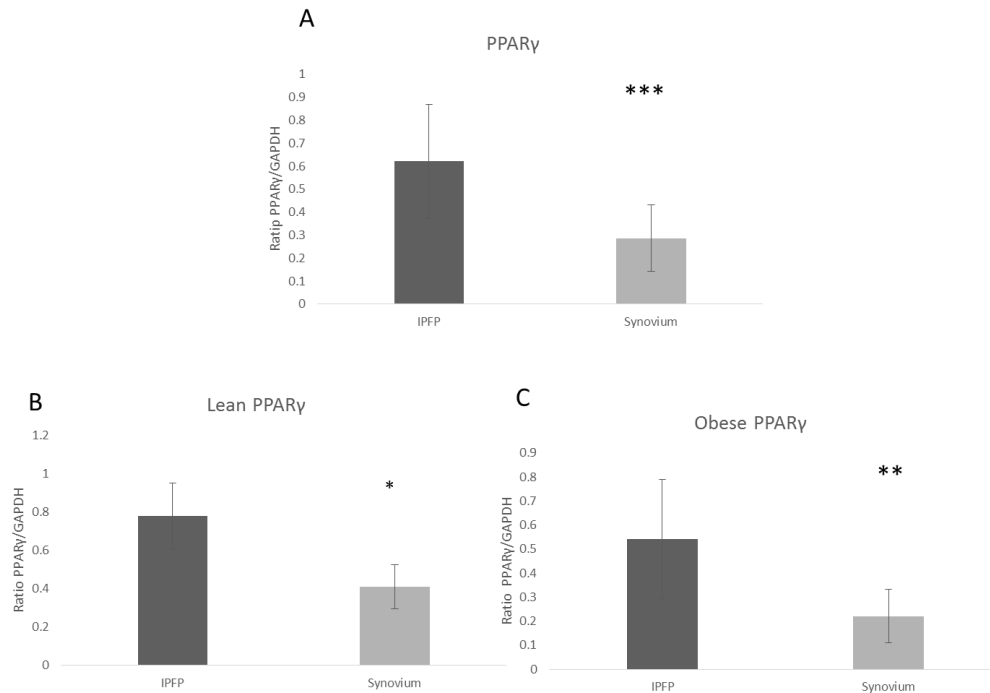 A
PPARγ
Ratip PPARγ/GAPDH
1
0.9
0.8
0.7
0.6
0.5
0.4
0.3
0.2
0.1
0
***
IPFP
Synovium
B
Lean PPARγ
Ratio PPARγ/GAPDH
1.2
1
0.8
0.6
0.4
0.2
0
*
IPFP
Synovium
C
Obese PPARγ
Ratio PPARγ/GAPDH
0.9
0.8
0.7
0.6
0.5
0.4
0.3
0.2
0.1
0
**
IPFP
Synovium